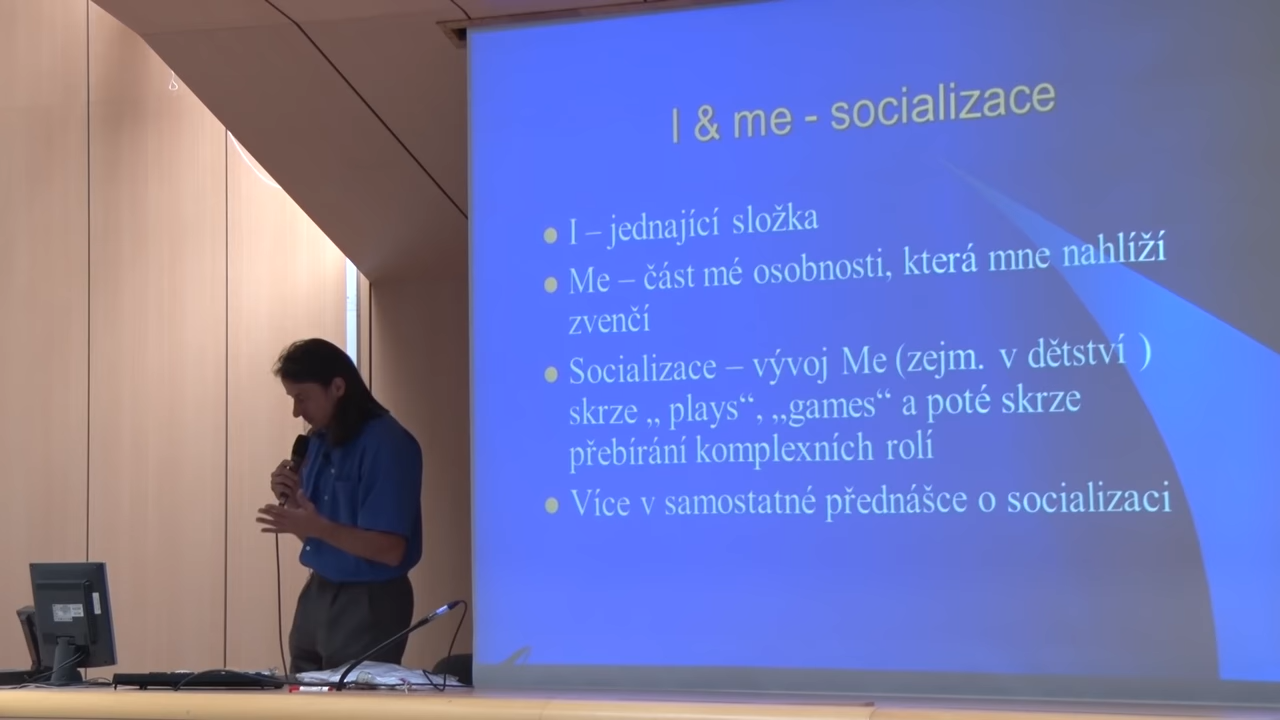 I & me - socializace
I – jednající složka
Me – část mé osobnosti, která mne nahlíží
zvenčí
Socializace – vývoj Me (zejm. v dětství )
skrze „ plays“, „games“ a poté skrze
přebírání komplexních rolí
Více v samostatné přednášce o socializaci